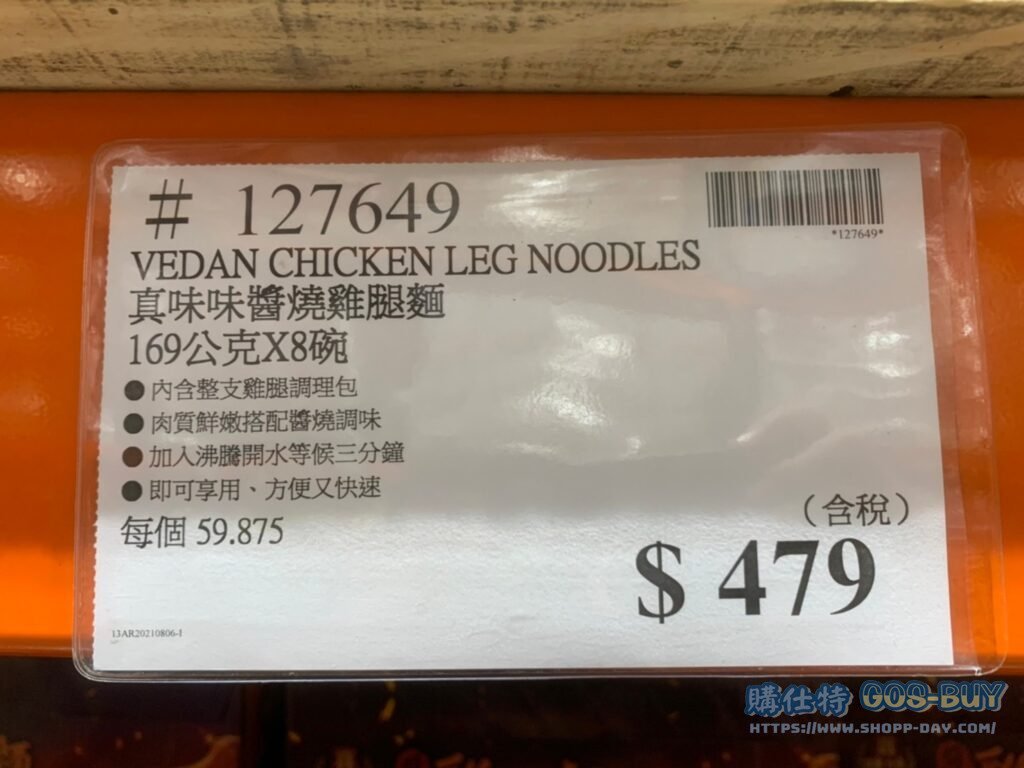 # 127649
*127649*
VEDAN CHICKEN LEG NOODLES
真味味醬燒雞腿麵
169公克X8碗
●內含整支雞腿調理包
●肉質鮮嫩搭配醬燒調味
●加入沸騰開水等候三分鐘
●即可享用、方便又快速
每個 59.875
（含稅）
$ 479
13AR20210806-1
購仕特 GOS-BUY
HTTPS://WWW.SHOPP-DAY.COM/